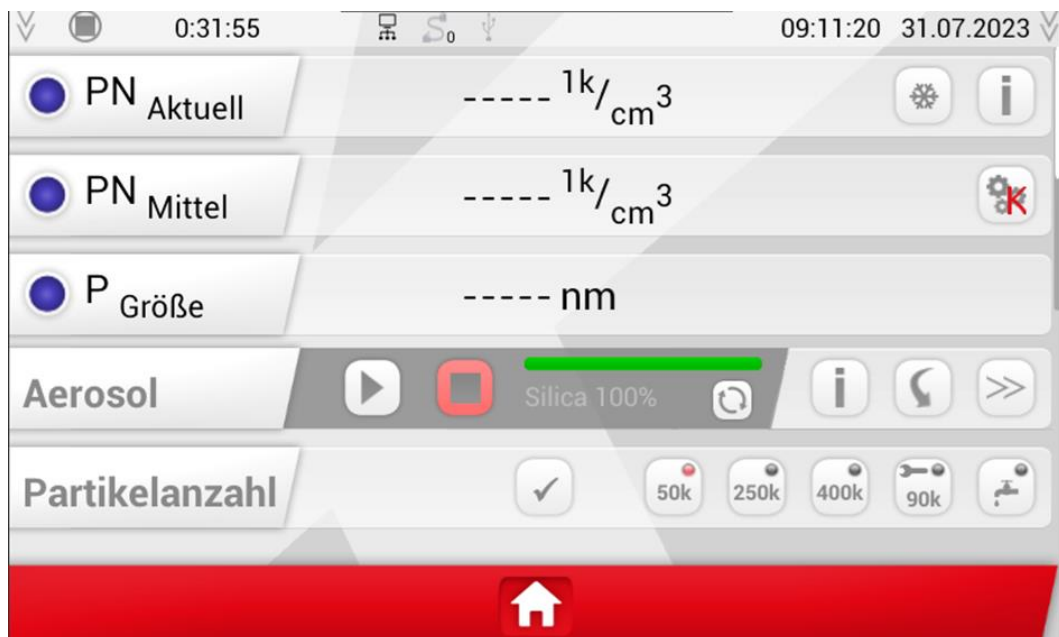 0:31:55 0 09:11:20 31.07.2023
PN Aktuell ----- 1k/cm3 i
PN Mittel ----- 1k/cm3 K
P Größe ----- nm
Aerosol Silica 100% i
Partikelanzahl 50k 250k 400k 90k